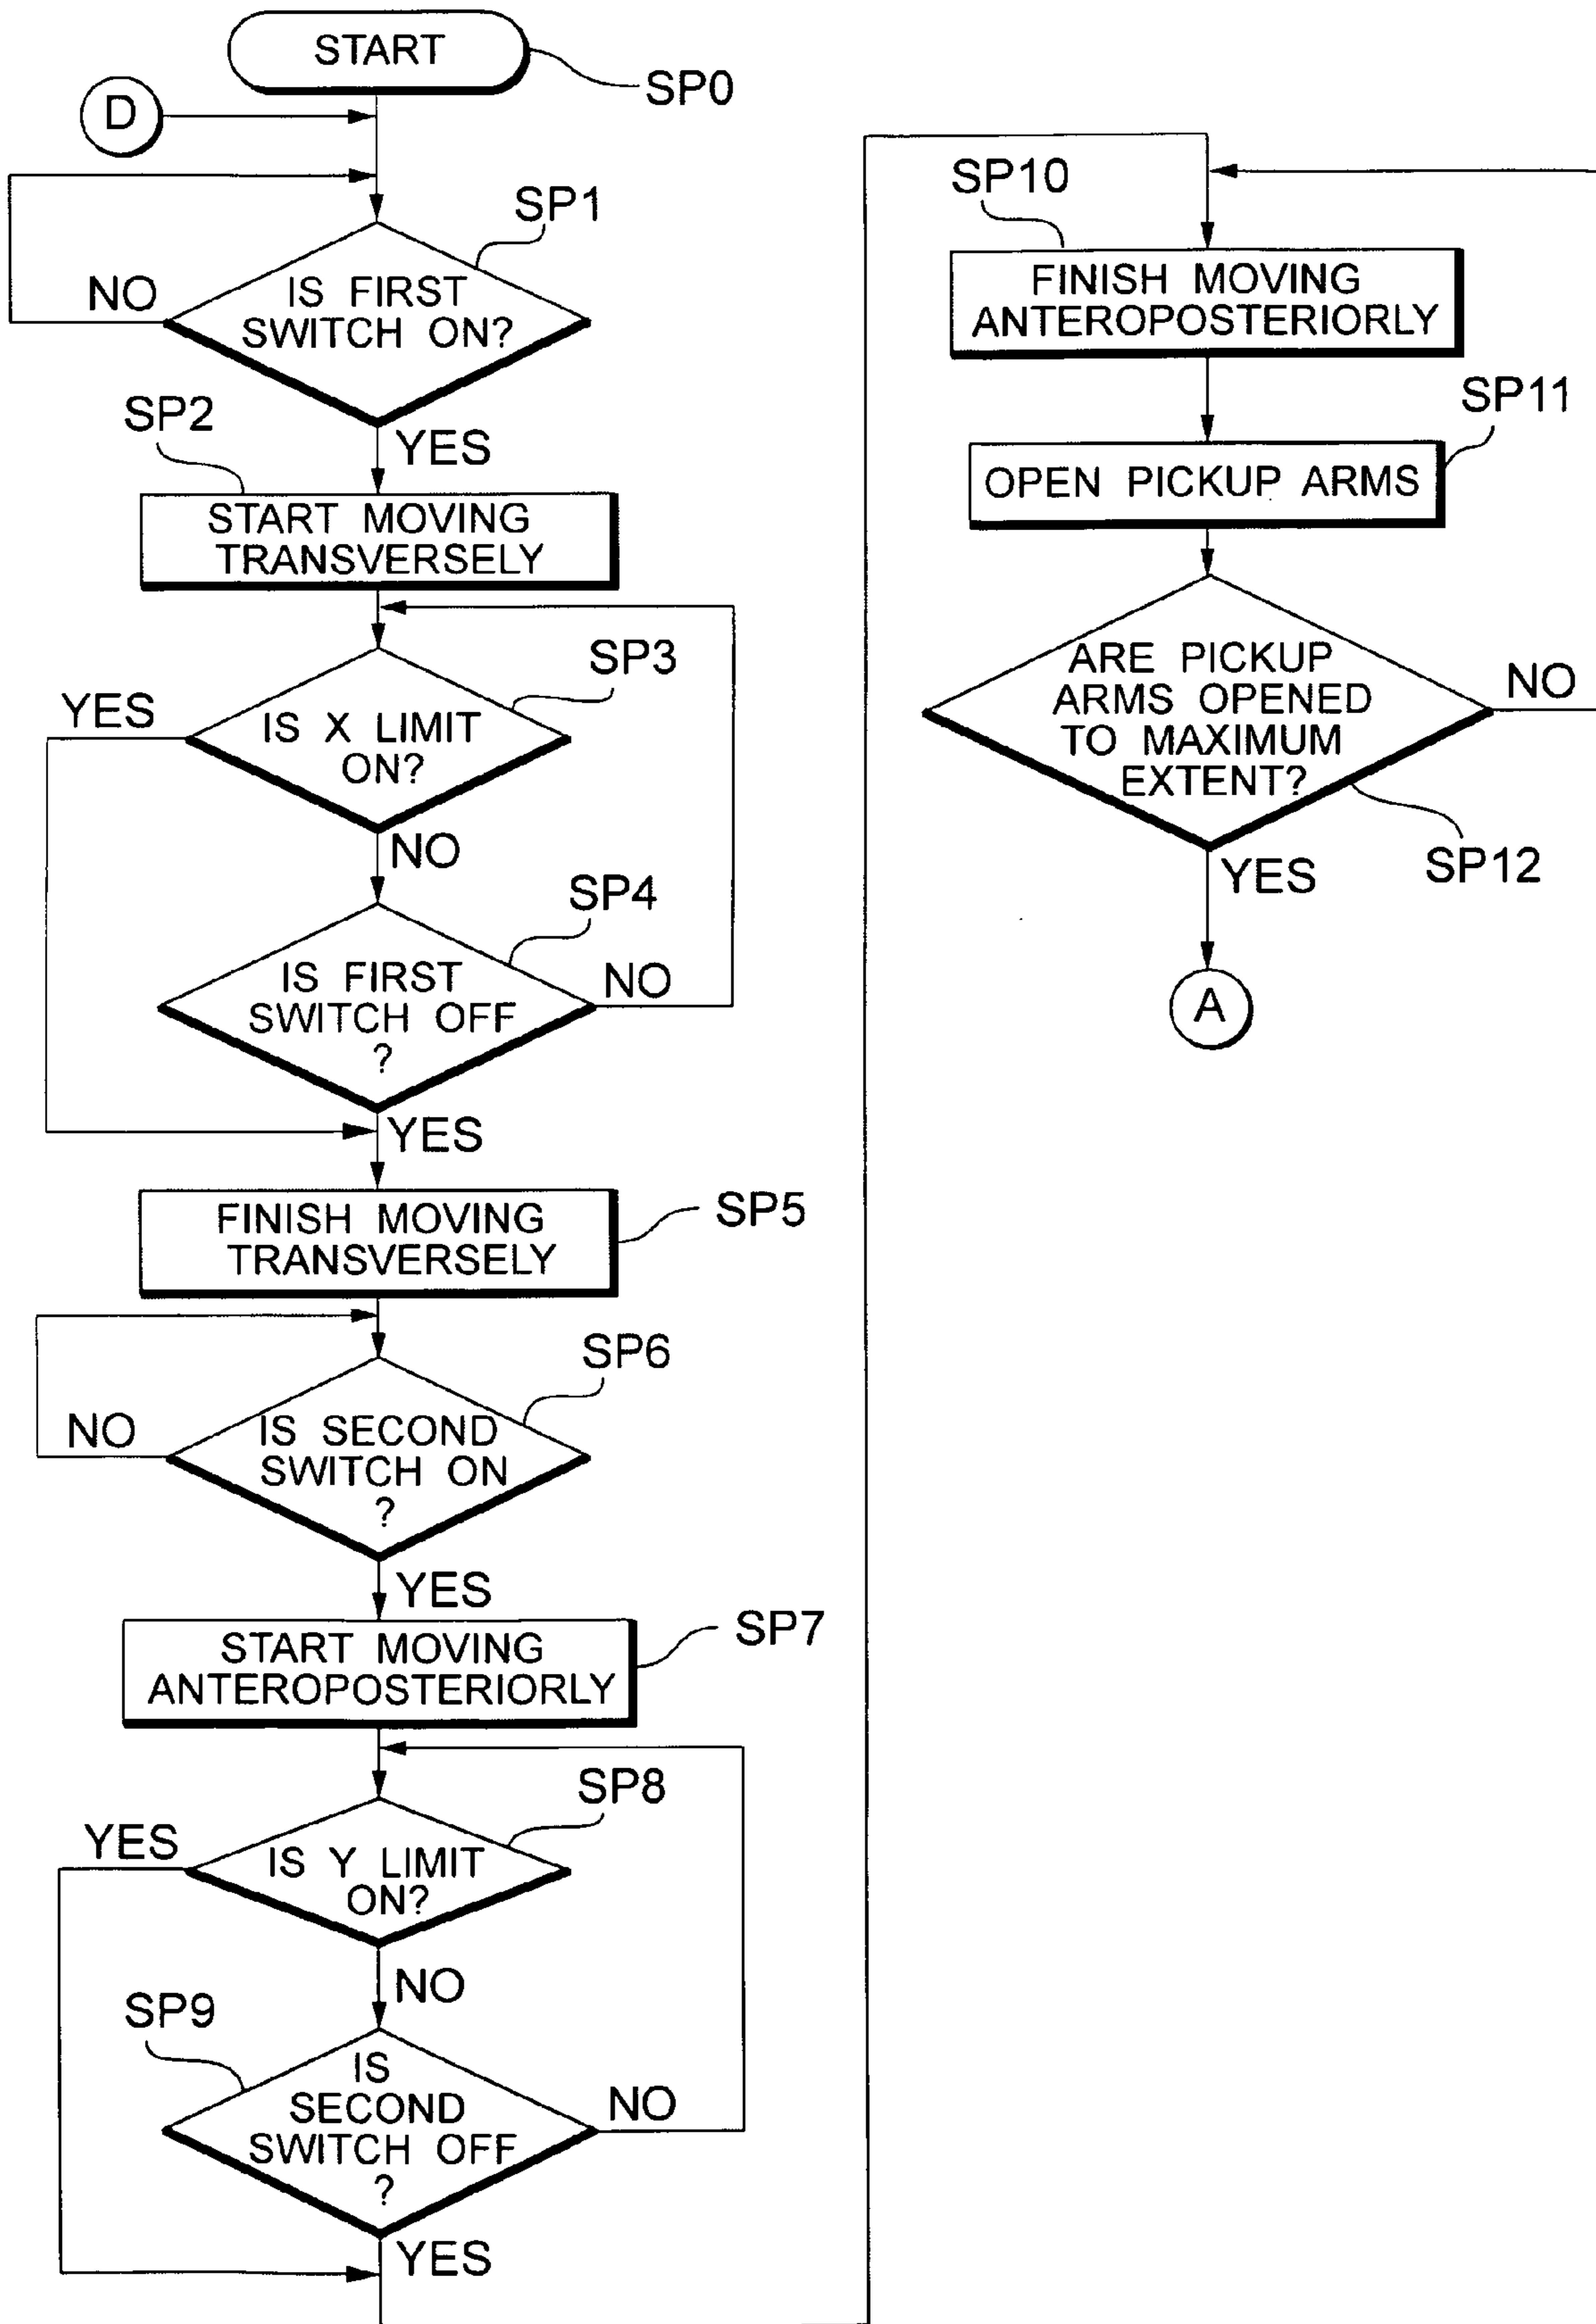 START
SP0
D
SP1
IS FIRST
SWITCH ON?
NO
YES
SP2
START MOVING
TRANSVERSELY
SP3
YES
IS X LIMIT
ON?
NO
SP4
IS FIRST
SWITCH OFF
?
NO
YES
FINISH MOVING
TRANSVERSELY
SP5
SP6
IS SECOND
SWITCH ON
?
NO
YES
START MOVING
ANTEROPOSTERIORLY
SP7
SP8
YES
IS Y LIMIT
ON?
NO
SP9
IS
SECOND
SWITCH OFF
?
NO
YES
SP10
FINISH MOVING
ANTEROPOSTERIORLY
SP11
OPEN PICKUP ARMS
ARE PICKUP
ARMS OPENED
TO MAXIMUM
EXTENT?
NO
SP12
YES
A